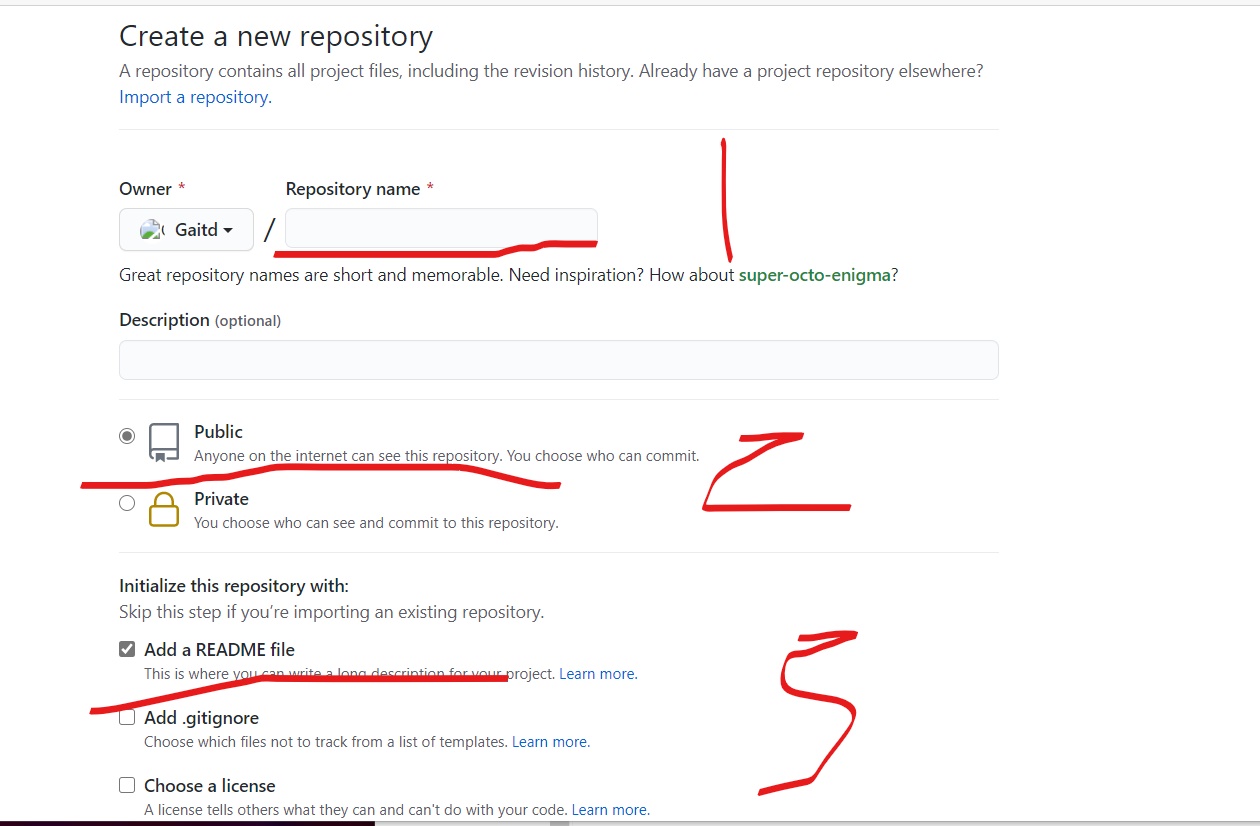 Create a new repository
A repository contains all project files, including the revision history. Already have a project repository elsewhere?
Import a repository.
Owner * Repository name *
Gaitd /
1
Great repository names are short and memorable. Need inspiration? How about super-octo-enigma?
Description (optional)
Public
Anyone on the internet can see this repository. You choose who can commit.
2
Private
You choose who can see and commit to this repository.
Initialize this repository with:
Skip this step if you're importing an existing repository.
Add a README file
This is where you can write a long description for your project. Learn more.
Add .gitignore
Choose which files not to track from a list of templates. Learn more.
Choose a license
A license tells others what they can and can't do with your code. Learn more.